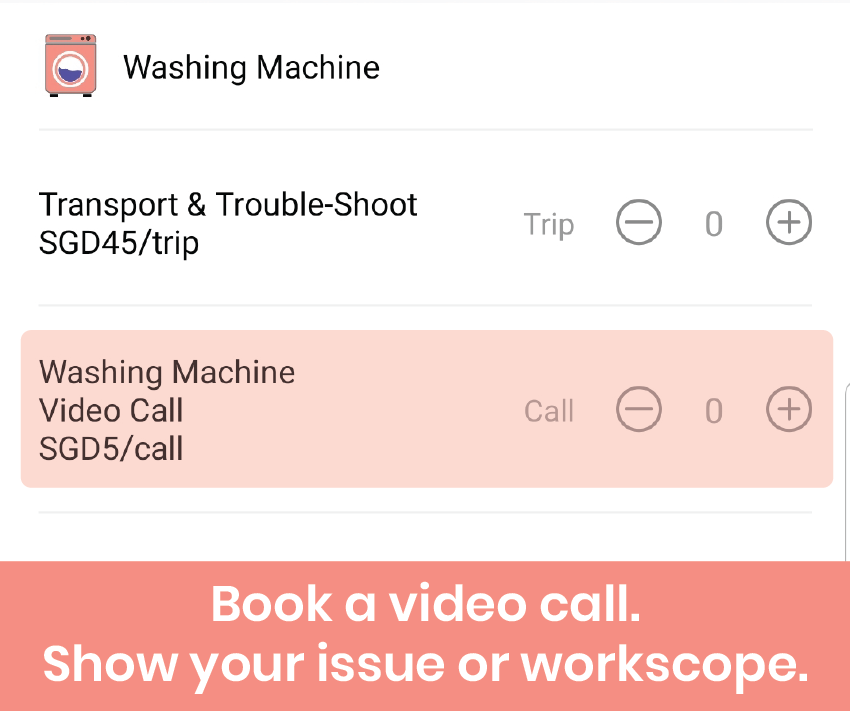 Washing Machine
Transport & Trouble-Shoot
SGD45/trip
Trip
0
Washing Machine
Video Call
SGD5/call
Call
0
Book a video call.
Show your issue or workscope.